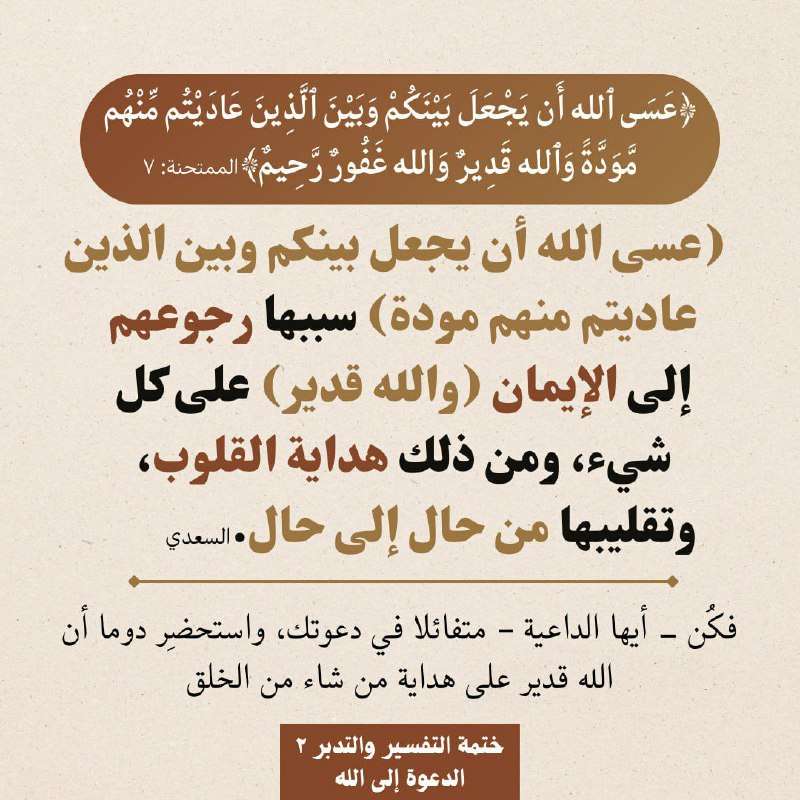 ﴿عَسَى ٱلله أَن يَجْعَلَ بَيْنَكُمْ وَبَيْنَ ٱلَّذِينَ عَادَيْتُم مِّنْهُم
مَّوَدَّةً وَٱلله قَدِيرٌ وَالله غَفُورٌ رَّحِيمٌ﴾ الممتحنة: ٧
(عسى الله أن يجعل بينكم وبين الذين
عاديتم منهم مودة) سببها رجوعهم
إلى الإيمان (والله قدير) على كل
شيء، ومن ذلك هداية القلوب،
وتقليبها من حال إلى حال. السعدي
فكُن – أيها الداعية – متفائلا في دعوتك، واستحضِر دوما أن
الله قدير على هداية من شاء من الخلق
ختمة التفسير والتدبر ٢
الدعوة إلى الله